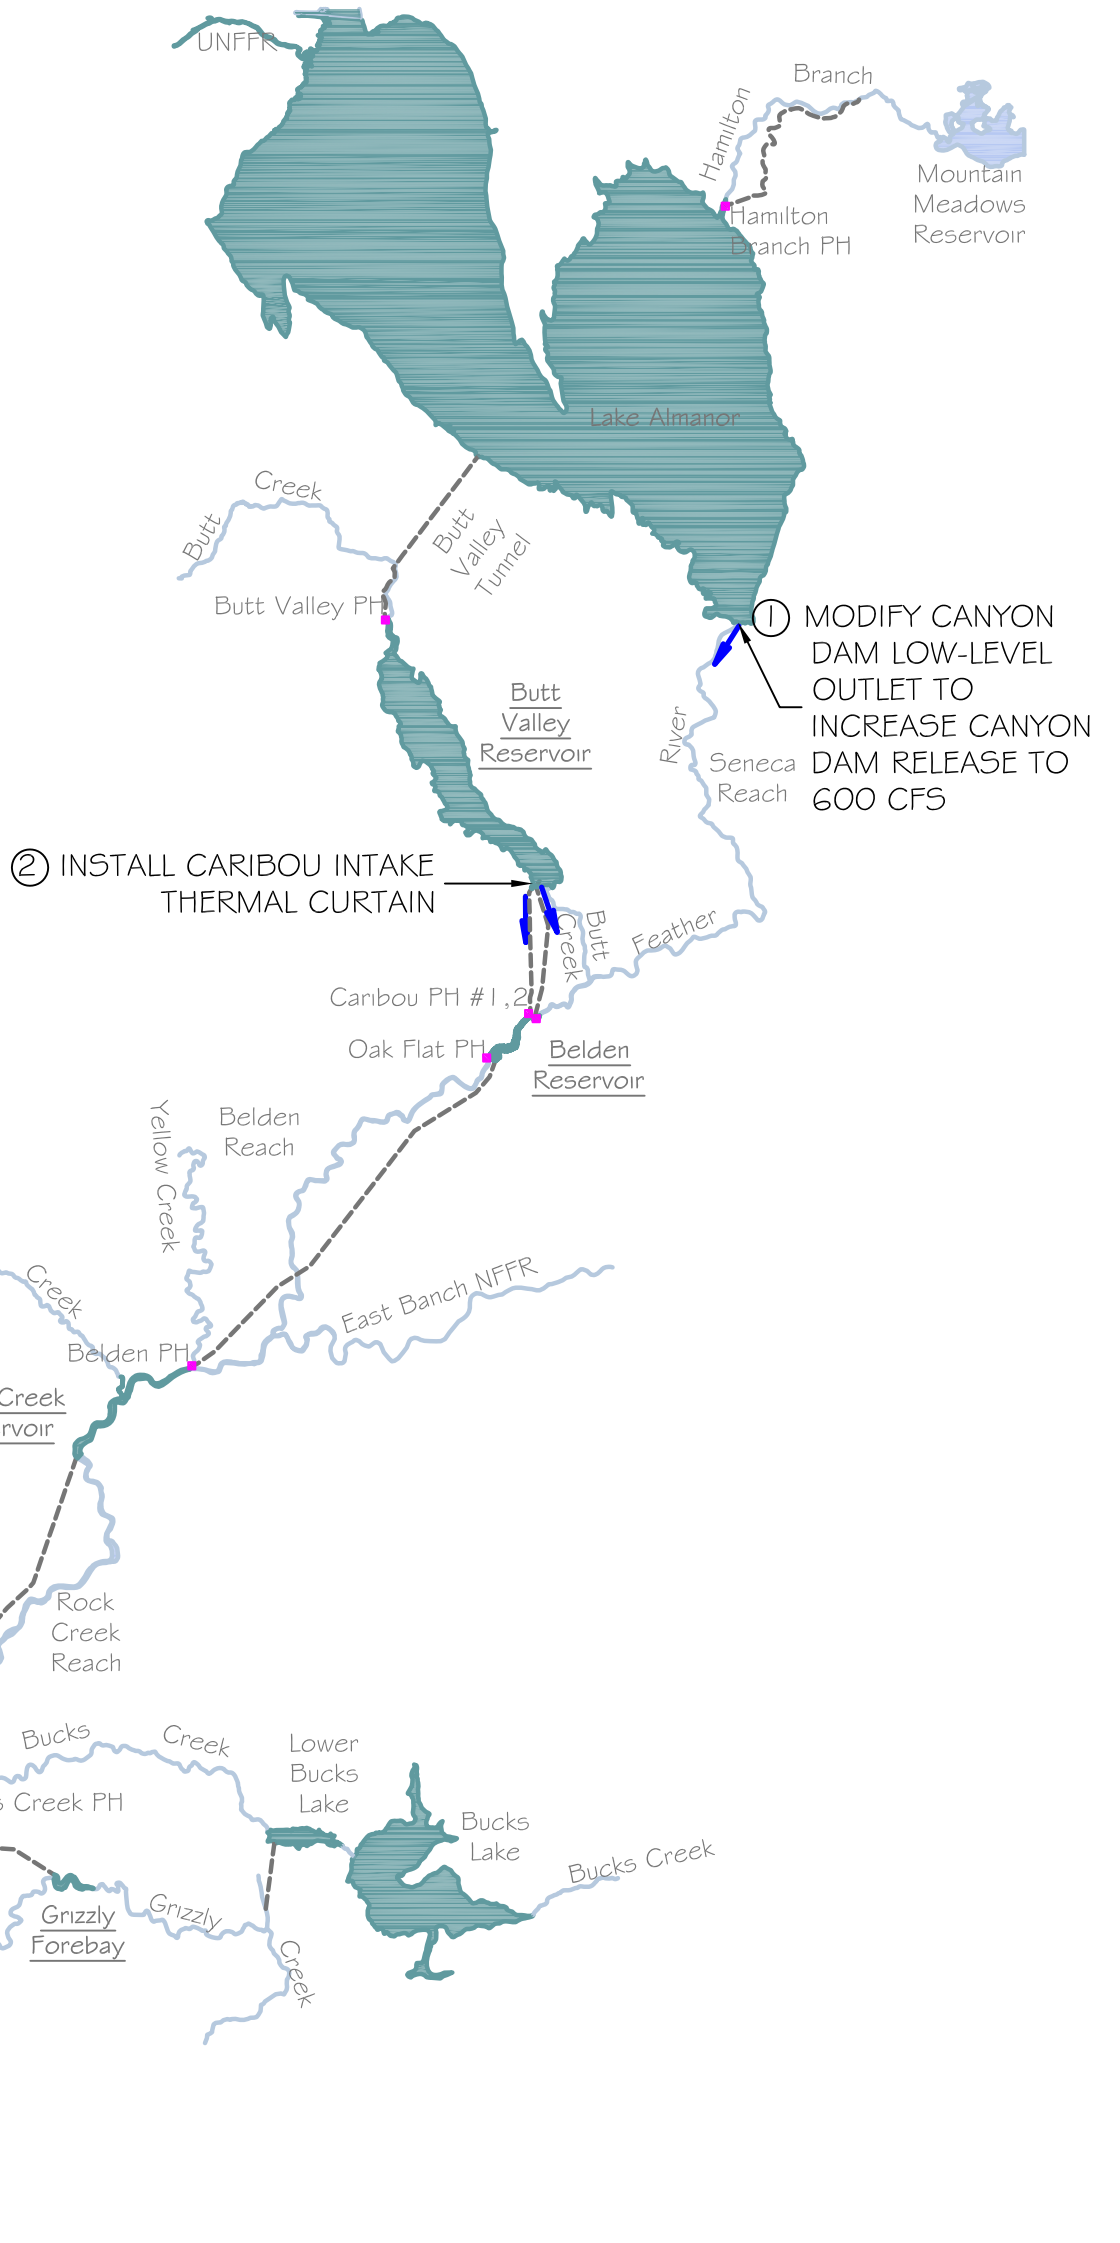 UNFFR
Branch
Hamilton
Mountain
Meadows
Reservoir
Hamilton
Branch PH
Lake Almanor
Creek
Butt
Butt
Valley
Tunnel
Butt Valley PH
1 MODIFY CANYON
DAM LOW-LEVEL
OUTLET TO
INCREASE CANYON
DAM RELEASE TO
600 CFS
Butt
Valley
Reservoir
River
Seneca
Reach
2 INSTALL CARIBOU INTAKE
THERMAL CURTAIN
Butt
Creek
Feather
Caribou PH #1,2
Oak Flat PH
Belden
Reservoir
Belden
Reach
Yellow Creek
East Banch NFFR
Creek
Belden PH
Creek
rvoir
Rock
Creek
Reach
Bucks
Creek
Lower
Bucks
Lake
s Creek PH
Bucks
Lake
Bucks Creek
Grizzly
Grizzly
Forebay
Creek